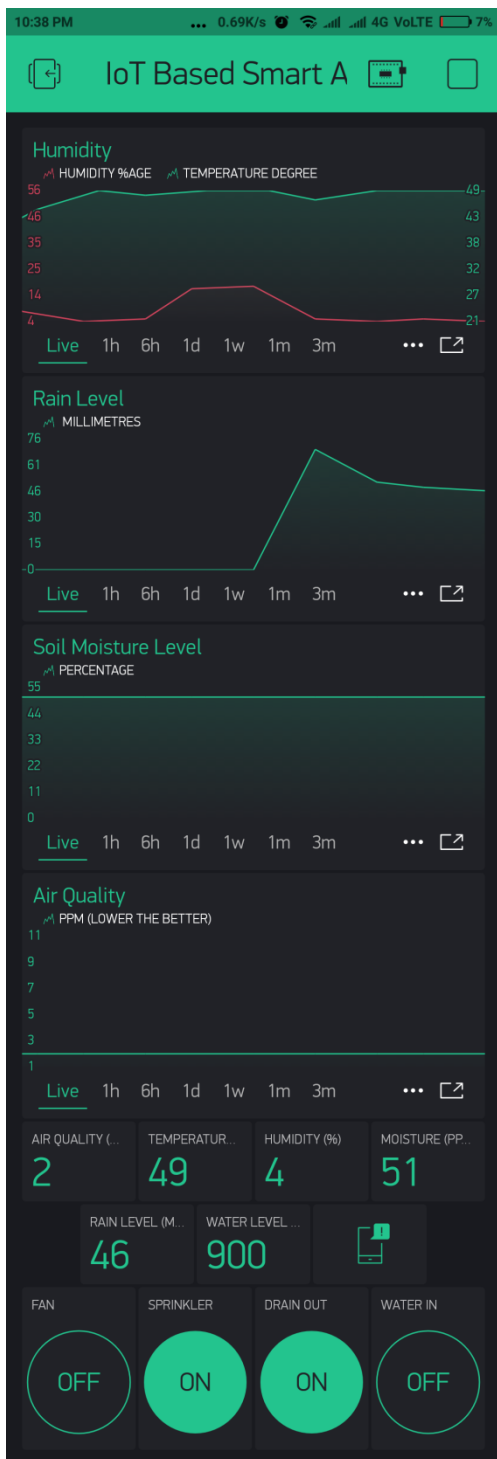 10:38 PM ... 0.69K/s 4G VoLTE 7%
IoT Based Smart A
Humidity
HUMIDITY %AGE TEMPERATURE DEGREE
56 49
46 43
35 38
25 32
14 27
4 21
Live 1h 6h 1d 1w 1m 3m ...
Rain Level
MILLIMETRES
76
61
46
30
15
0
Live 1h 6h 1d 1w 1m 3m ...
Soil Moisture Level
PERCENTAGE
55
44
33
22
11
0
Live 1h 6h 1d 1w 1m 3m ...
Air Quality
PPM (LOWER THE BETTER)
11
9
7
5
3
1
Live 1h 6h 1d 1w 1m 3m ...
AIR QUALITY (... TEMPERATUR... HUMIDITY (%) MOISTURE (PP...
2 49 4 51
RAIN LEVEL (M... WATER LEVEL ...
46 900
FAN SPRINKLER DRAIN OUT WATER IN
OFF ON ON OFF